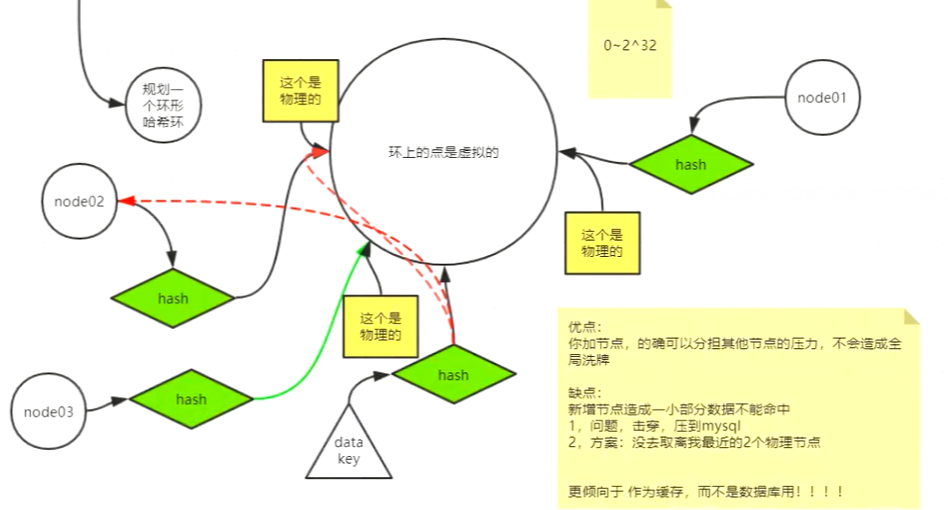 0~2^32
这个是
物理的
规划一
个环形
哈希环
node01
环上的点是虚拟的
hash
node02
这个是
物理的
hash
这个是
物理的
优点：
你加节点，的确可以分担其他节点的压力，不会造成全
局洗牌
缺点：
新增节点造成一小部分数据不能命中
1，问题，击穿，压到mysql
2，方案：没去取离我最近的2个物理节点
更倾向于 作为缓存，而不是数据库用！！！！
hash
hash
node03
data
key